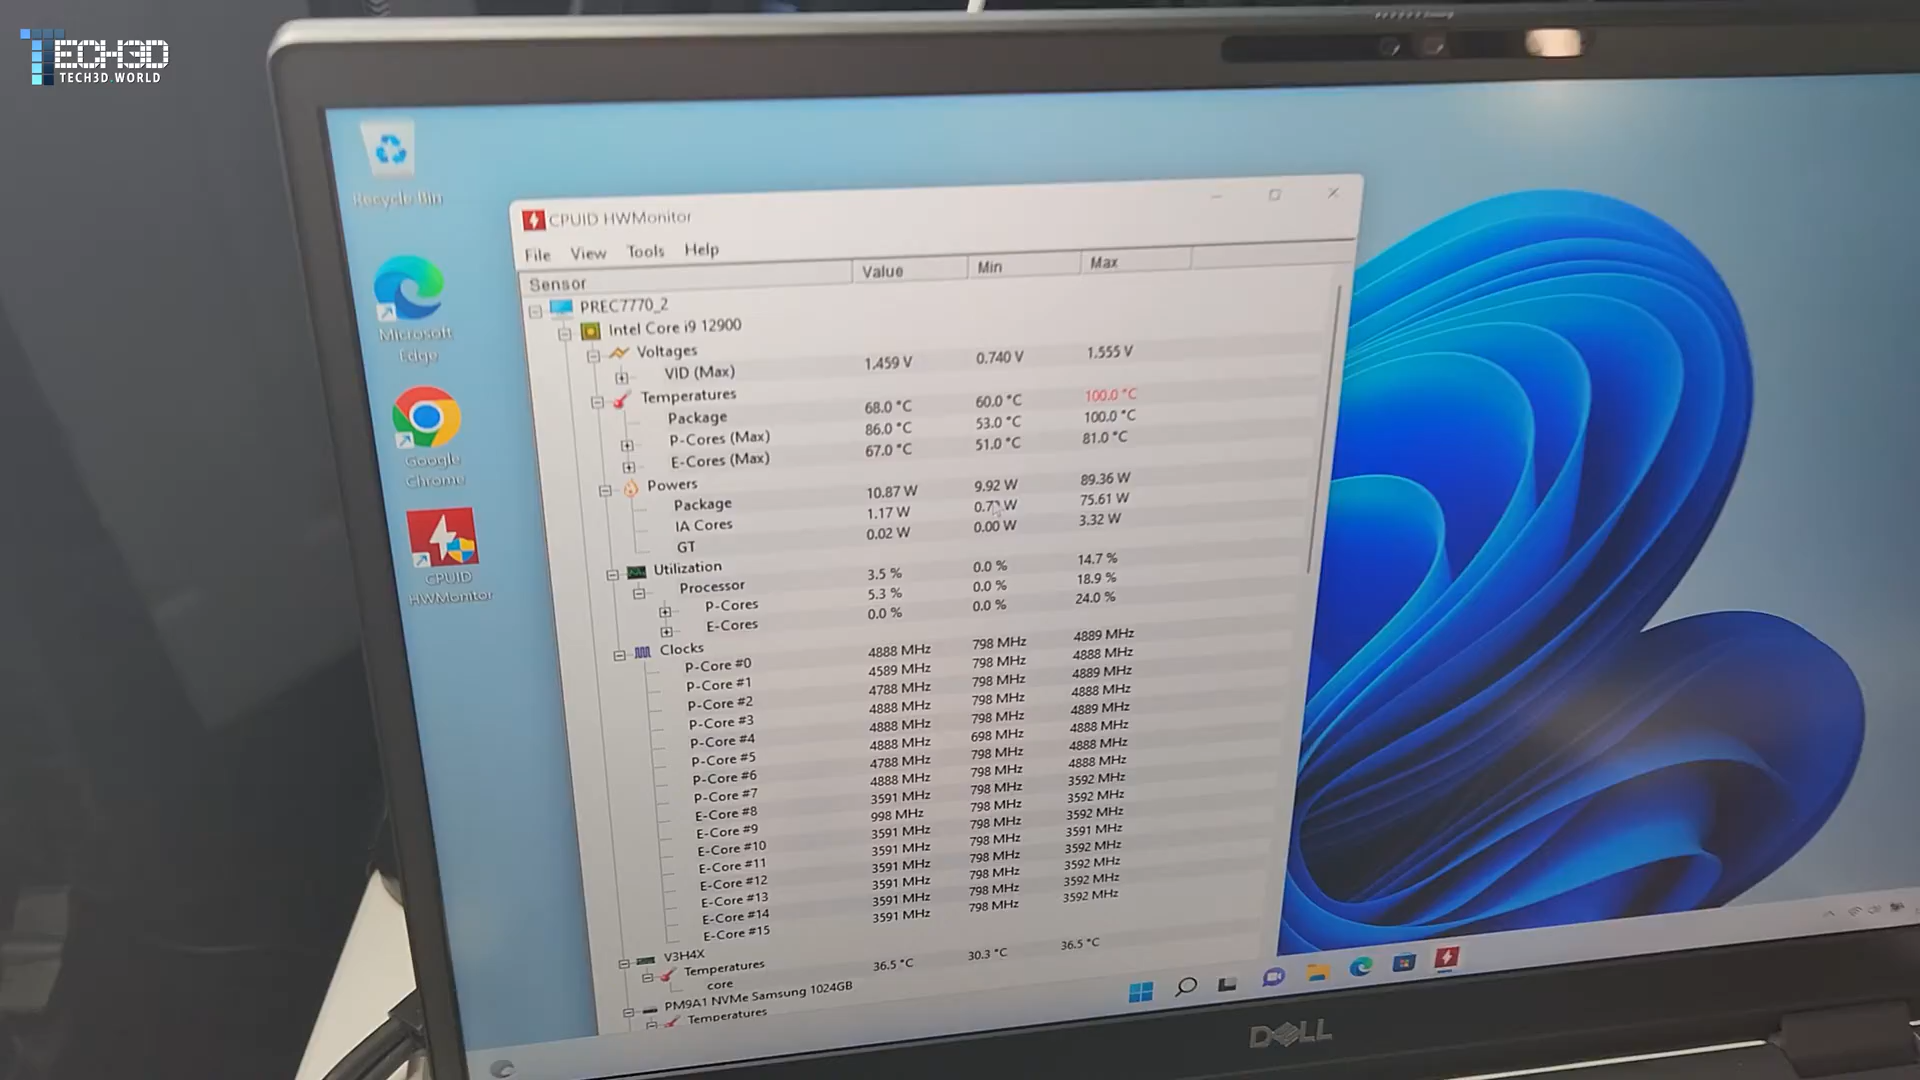 TECH3D
TECH3D.WORLD
Recycle Bin
Microsoft
Edge
Google
Chrome
CPUID
HWMonitor
CPUID HWMonitor
File View Tools Help
Sensor Value Min Max
PREC7770_2
Intel Core i9 12900
Voltages
VID (Max) 1.459 V 0.740 V 1.555 V
Temperatures
Package 68.0 °C 60.0 °C 100.0 °C
P-Cores (Max) 86.0 °C 53.0 °C 100.0 °C
E-Cores (Max) 67.0 °C 51.0 °C 81.0 °C
Powers
Package 10.87 W 9.92 W 89.36 W
IA Cores 1.17 W W 75.61 W
GT 0.02 W 0.00 W 3.32 W
Utilization
Processor 3.5 % 0.0 % 14.7 %
P-Cores 5.3 % 0.0 % 18.9 %
E-Cores 0.0 % 0.0 % 24.0 %
Clocks
P-Core #0 4888 MHz 798 MHz 4889 MHz
P-Core #1 4589 MHz 798 MHz 4888 MHz
P-Core #2 4788 MHz 798 MHz 4889 MHz
P-Core #3 4888 MHz 798 MHz 4888 MHz
P-Core #4 4888 MHz 798 MHz 4889 MHz
P-Core #5 4888 MHz 698 MHz 4888 MHz
P-Core #6 4788 MHz 798 MHz 4888 MHz
P-Core #7 4888 MHz 798 MHz 4888 MHz
E-Core #8 3591 MHz 798 MHz 3592 MHz
E-Core #9 998 MHz 798 MHz 3592 MHz
E-Core #10 3591 MHz 798 MHz 3592 MHz
E-Core #11 3591 MHz 798 MHz 3591 MHz
E-Core #12 3591 MHz 798 MHz 3592 MHz
E-Core #13 3591 MHz 798 MHz 3592 MHz
E-Core #14 3591 MHz 798 MHz 3592 MHz
E-Core #15 3591 MHz 798 MHz 3592 MHz
V3H4X
Temperatures
core 36.5 °C 30.3 °C 36.5 °C
PM9A1 NVMe Samsung 1024GB
Temperatures
DELL